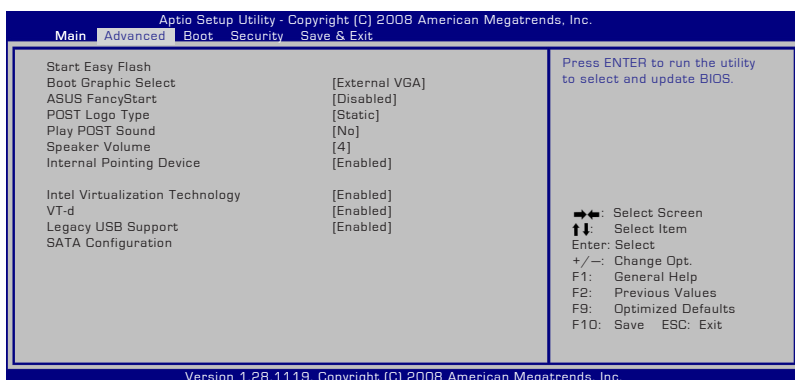 Aptio Setup Utility - Copyright (C) 2008 American Megatrends, Inc.
Main Advanced Boot Security Save & Exit
Start Easy Flash
Boot Graphic Select [External VGA]
ASUS FancyStart [Disabled]
POST Logo Type [Static]
Play POST Sound [No]
Speaker Volume [4]
Internal Pointing Device [Enabled]
Intel Virtualization Technology [Enabled]
VT-d [Enabled]
Legacy USB Support [Enabled]
SATA Configuration
Press ENTER to run the utility
to select and update BIOS.
→←: Select Screen
↑↓: Select Item
Enter: Select
+/—: Change Opt.
F1: General Help
F2: Previous Values
F9: Optimized Defaults
F10: Save ESC: Exit
Version 1.28.1119. Copyright (C) 2008 American Megatrends, Inc.